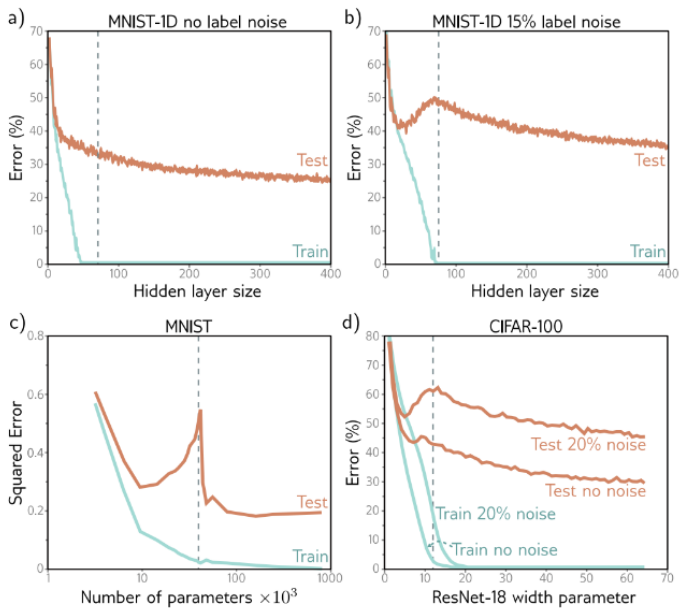 a) MNIST-1D no label noise
70
60
50
40
30
20
10
0
Error (%)
Test
Train
0 100 200 300 400
Hidden layer size
b) MNIST-1D 15% label noise
70
60
50
40
30
20
10
0
Error (%)
Test
Train
0 100 200 300 400
Hidden layer size
c) MNIST
0.8
0.6
0.4
0.2
0
Squared Error
Test
Train
1 10 100 1000
Number of parameters ×10³
d) CIFAR-100
80
70
60
50
40
30
20
10
0
Error (%)
Test 20% noise
Test no noise
Train 20% noise
Train no noise
0 10 20 30 40 50 60 70
ResNet-18 width parameter